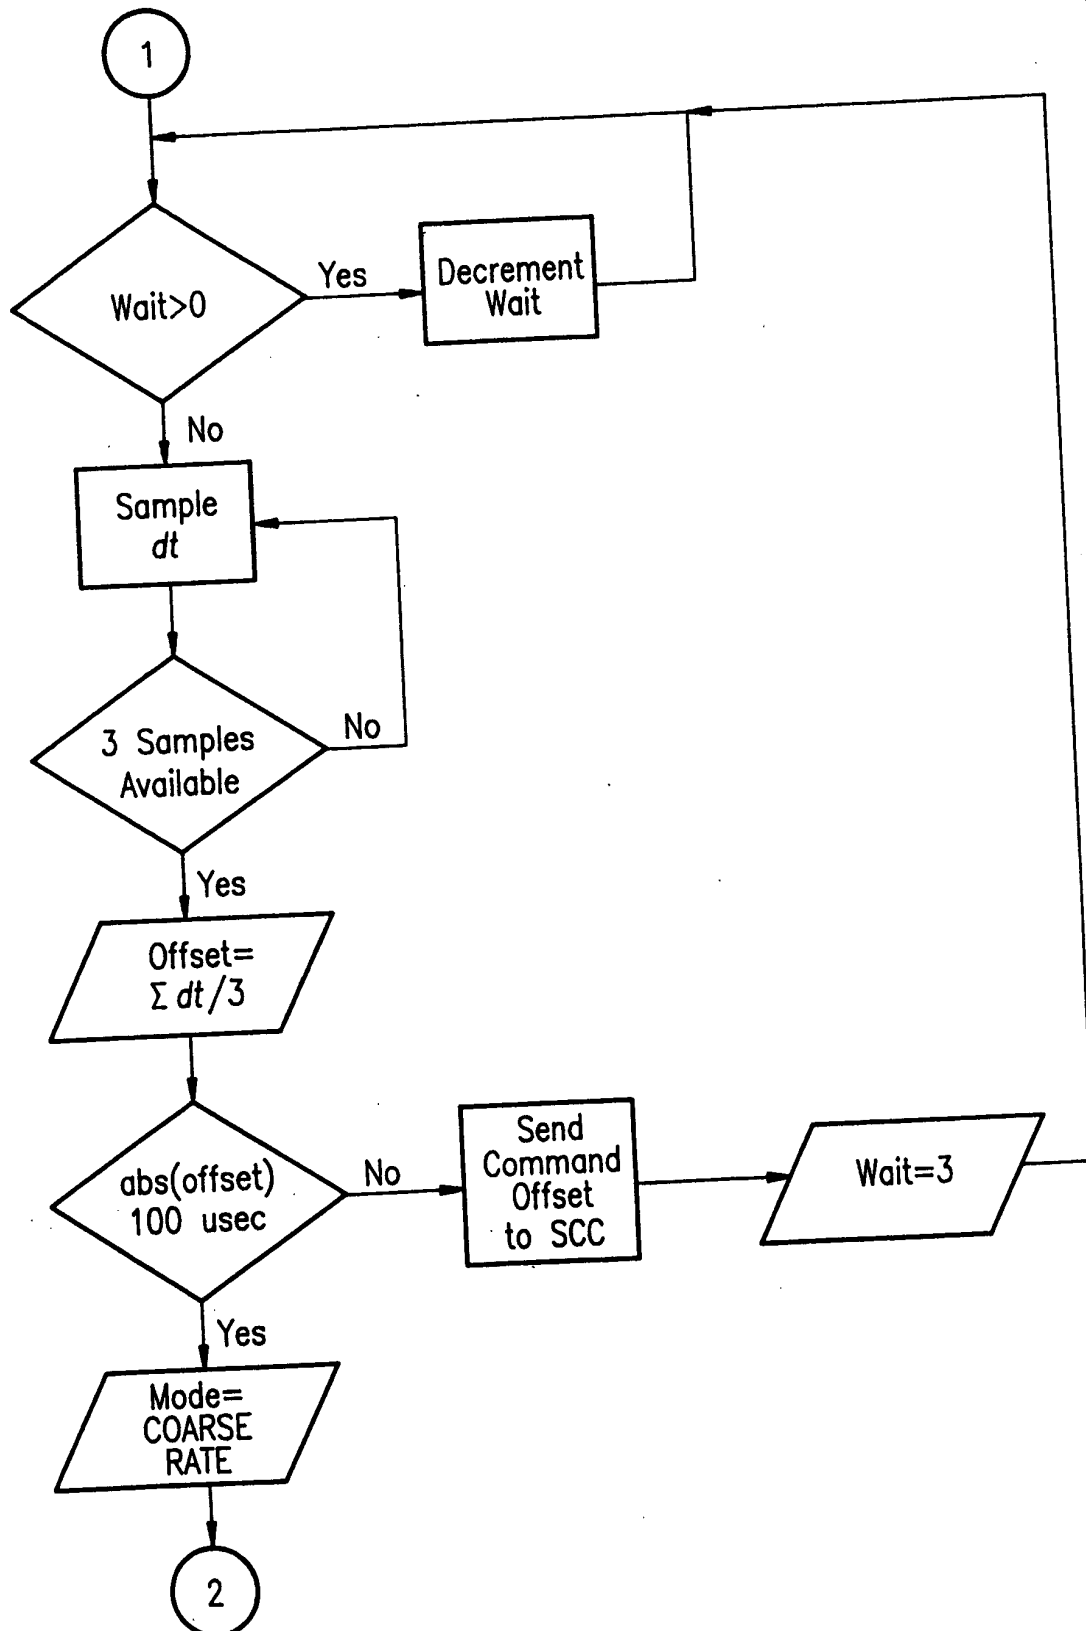 1
Wait>0
Yes
Decrement
Wait
No
Sample
dt
3 Samples
Available
No
Yes
Offset=
Σ dt/3
abs(offset)
100 usec
No
Send
Command
Offset
to SCC
Wait=3
Yes
Mode=
COARSE
RATE
2